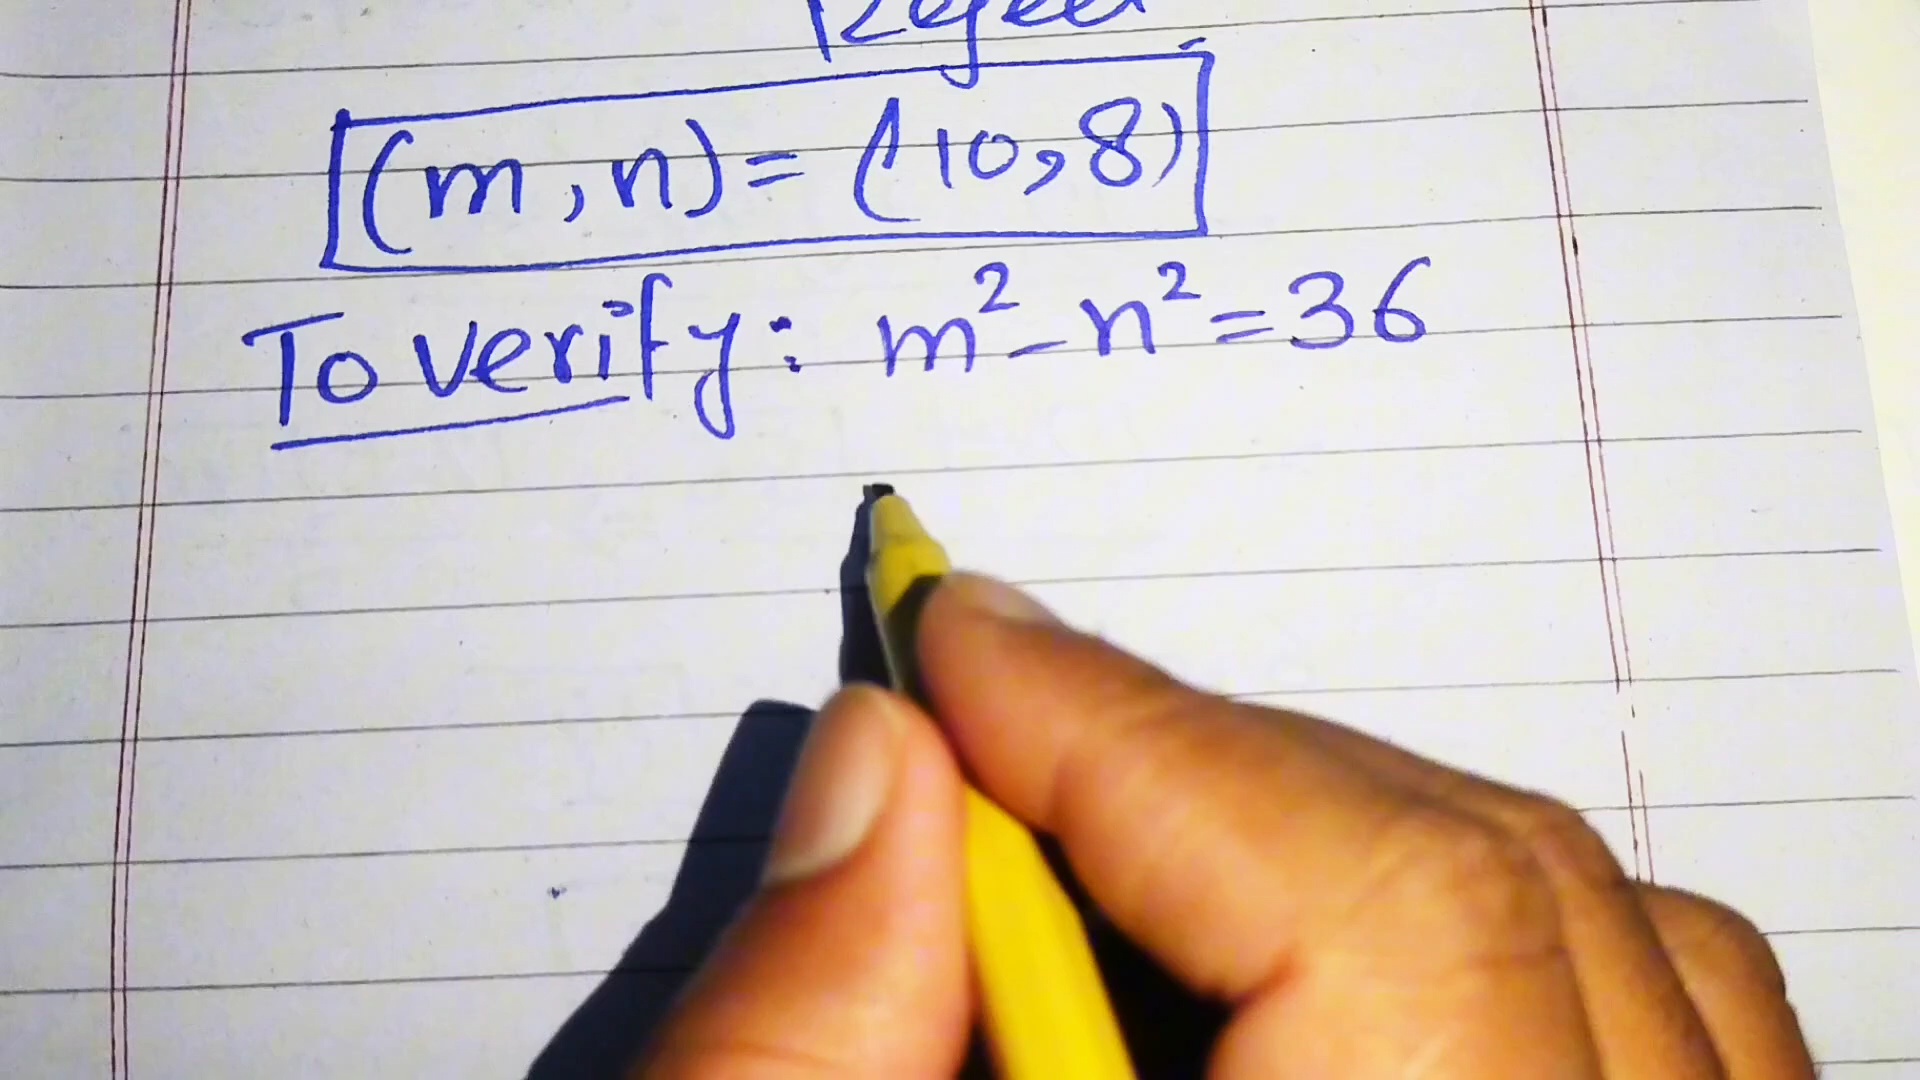 (m, n) = (10, 8)
To verify: m² - n² = 36